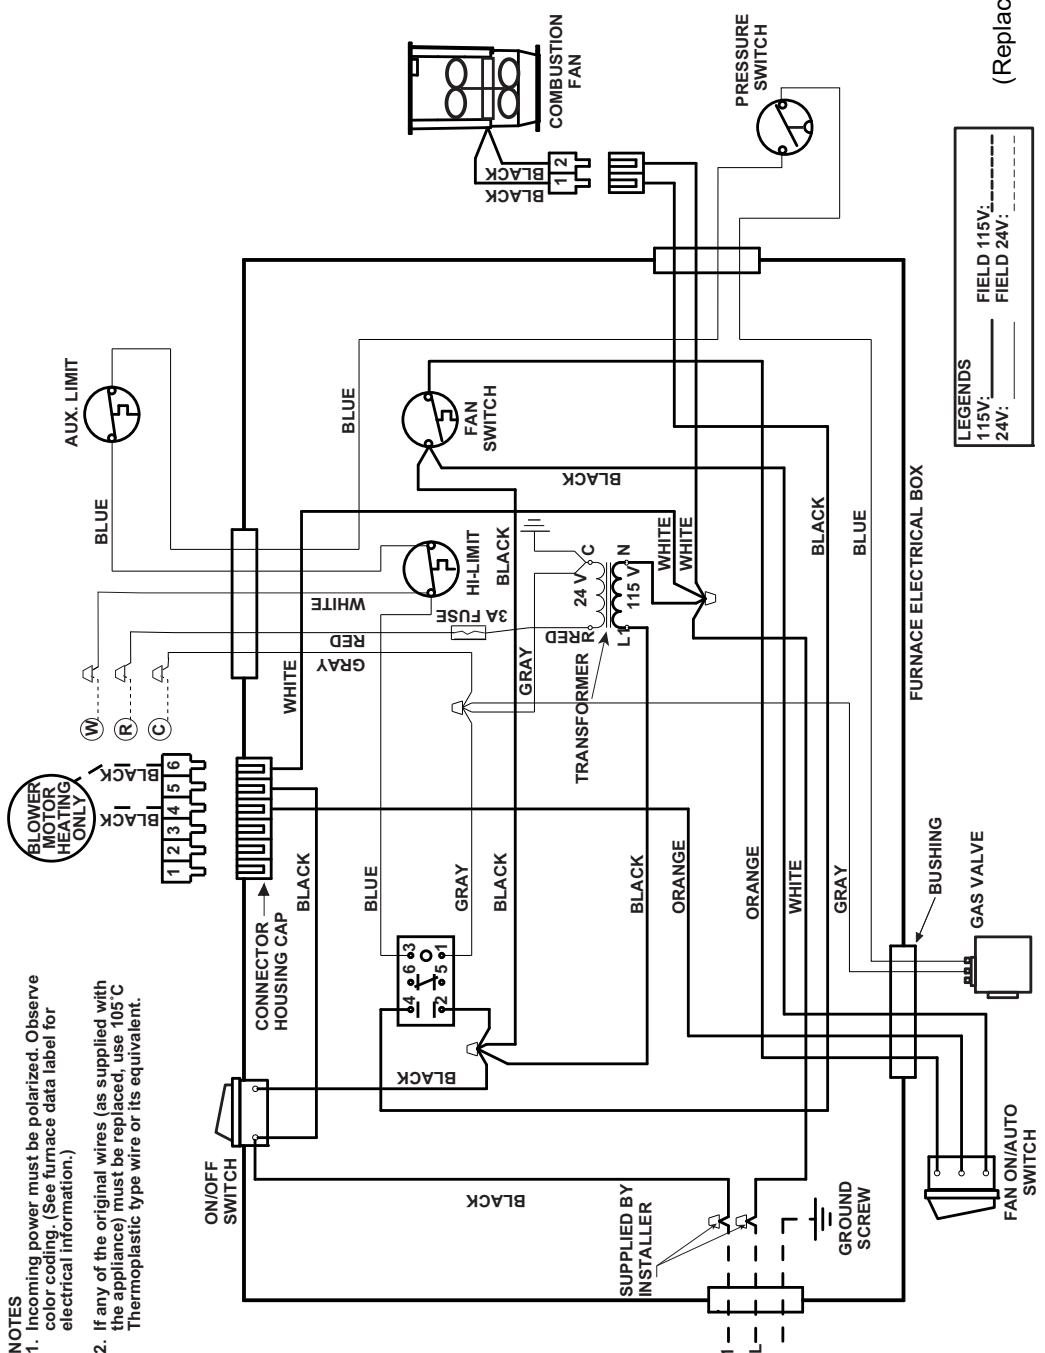 NOTES
1. Incoming power must be polarized. Observe
color coding. (See furnace data label for
electrical information.)
2. If any of the original wires (as supplied with
the appliance) must be replaced, use 105°C
Thermoplastic type wire or its equivalent.
BLOWER
MOTOR
HEATING
ONLY
BLACK
BLACK
1 2 3 4 5 6
W
R
C
AUX. LIMIT
BLUE
CONNECTOR
HOUSING CAP
BLACK
WHITE
GRAY
RED
WHITE
ON/OFF
SWITCH
BLACK
4 6 3
2 5 1
BLUE
GRAY
BLACK
HI-LIMIT
3A FUSE
BLUE
FAN
SWITCH
BLACK
BLACK
COMBUSTION
FAN
BLACK
BLACK
1 2
PRESSURE
SWITCH
GRAY
RED
R
24 V
C
L1
115 V
N
TRANSFORMER
WHITE
WHITE
BLACK
ORANGE
ORANGE
WHITE
GRAY
BLACK
BLUE
BLACK
SUPPLIED BY
INSTALLER
L
GROUND
SCREW
FURNACE ELECTRICAL BOX
BUSHING
GAS VALVE
FAN ON/AUTO
SWITCH
LEGENDS
115V: FIELD 115V:
24V: FIELD 24V:
(Replac